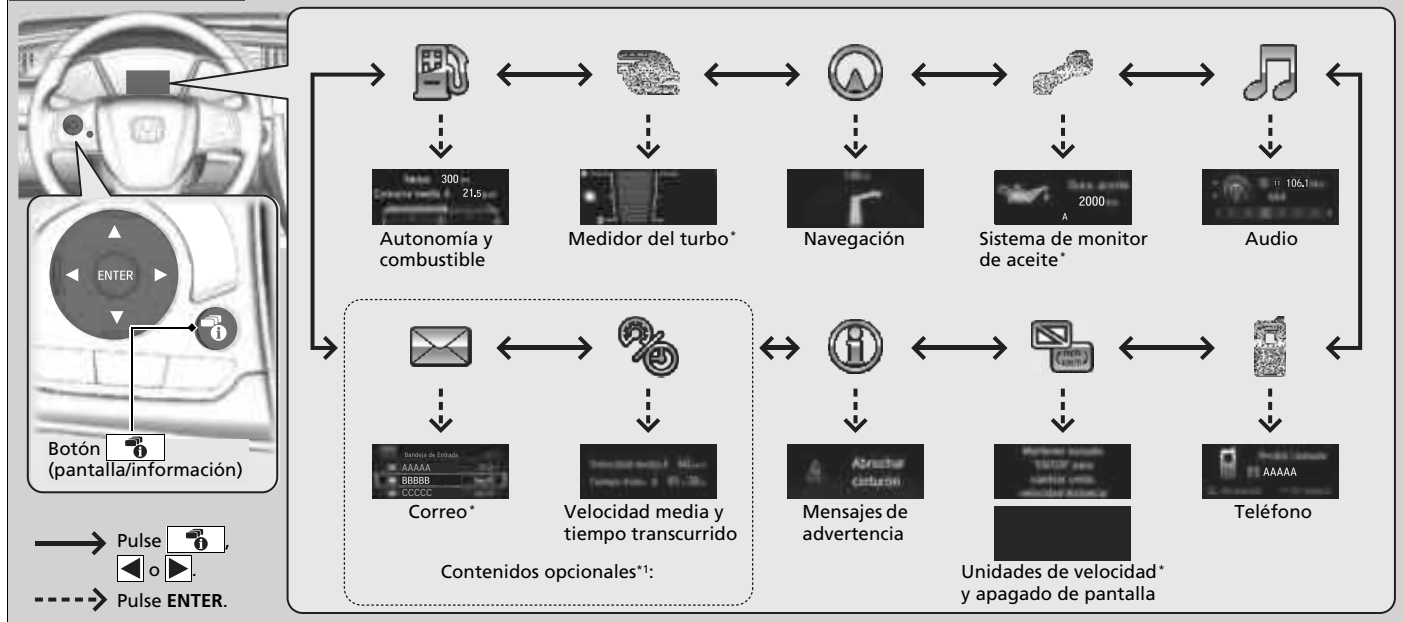 300
21.5
Autonomía y
combustible
Medidor del turbo*
Navegación
2000
A
Sistema de monitor
de aceite*
11 106.1
Audio
ENTER
Botón
(pantalla/información)
Bandeja de Entrada
AAAAA
BBBBB
CCCCC
Correo*
Velocidad media y
tiempo transcurrido
Contenidos opcionales*1:
Abrochar
cinturón
Mensajes de
advertencia
Unidades de velocidad*
y apagado de pantalla
AAAAA
Teléfono
Pulse ,
o .
Pulse ENTER.